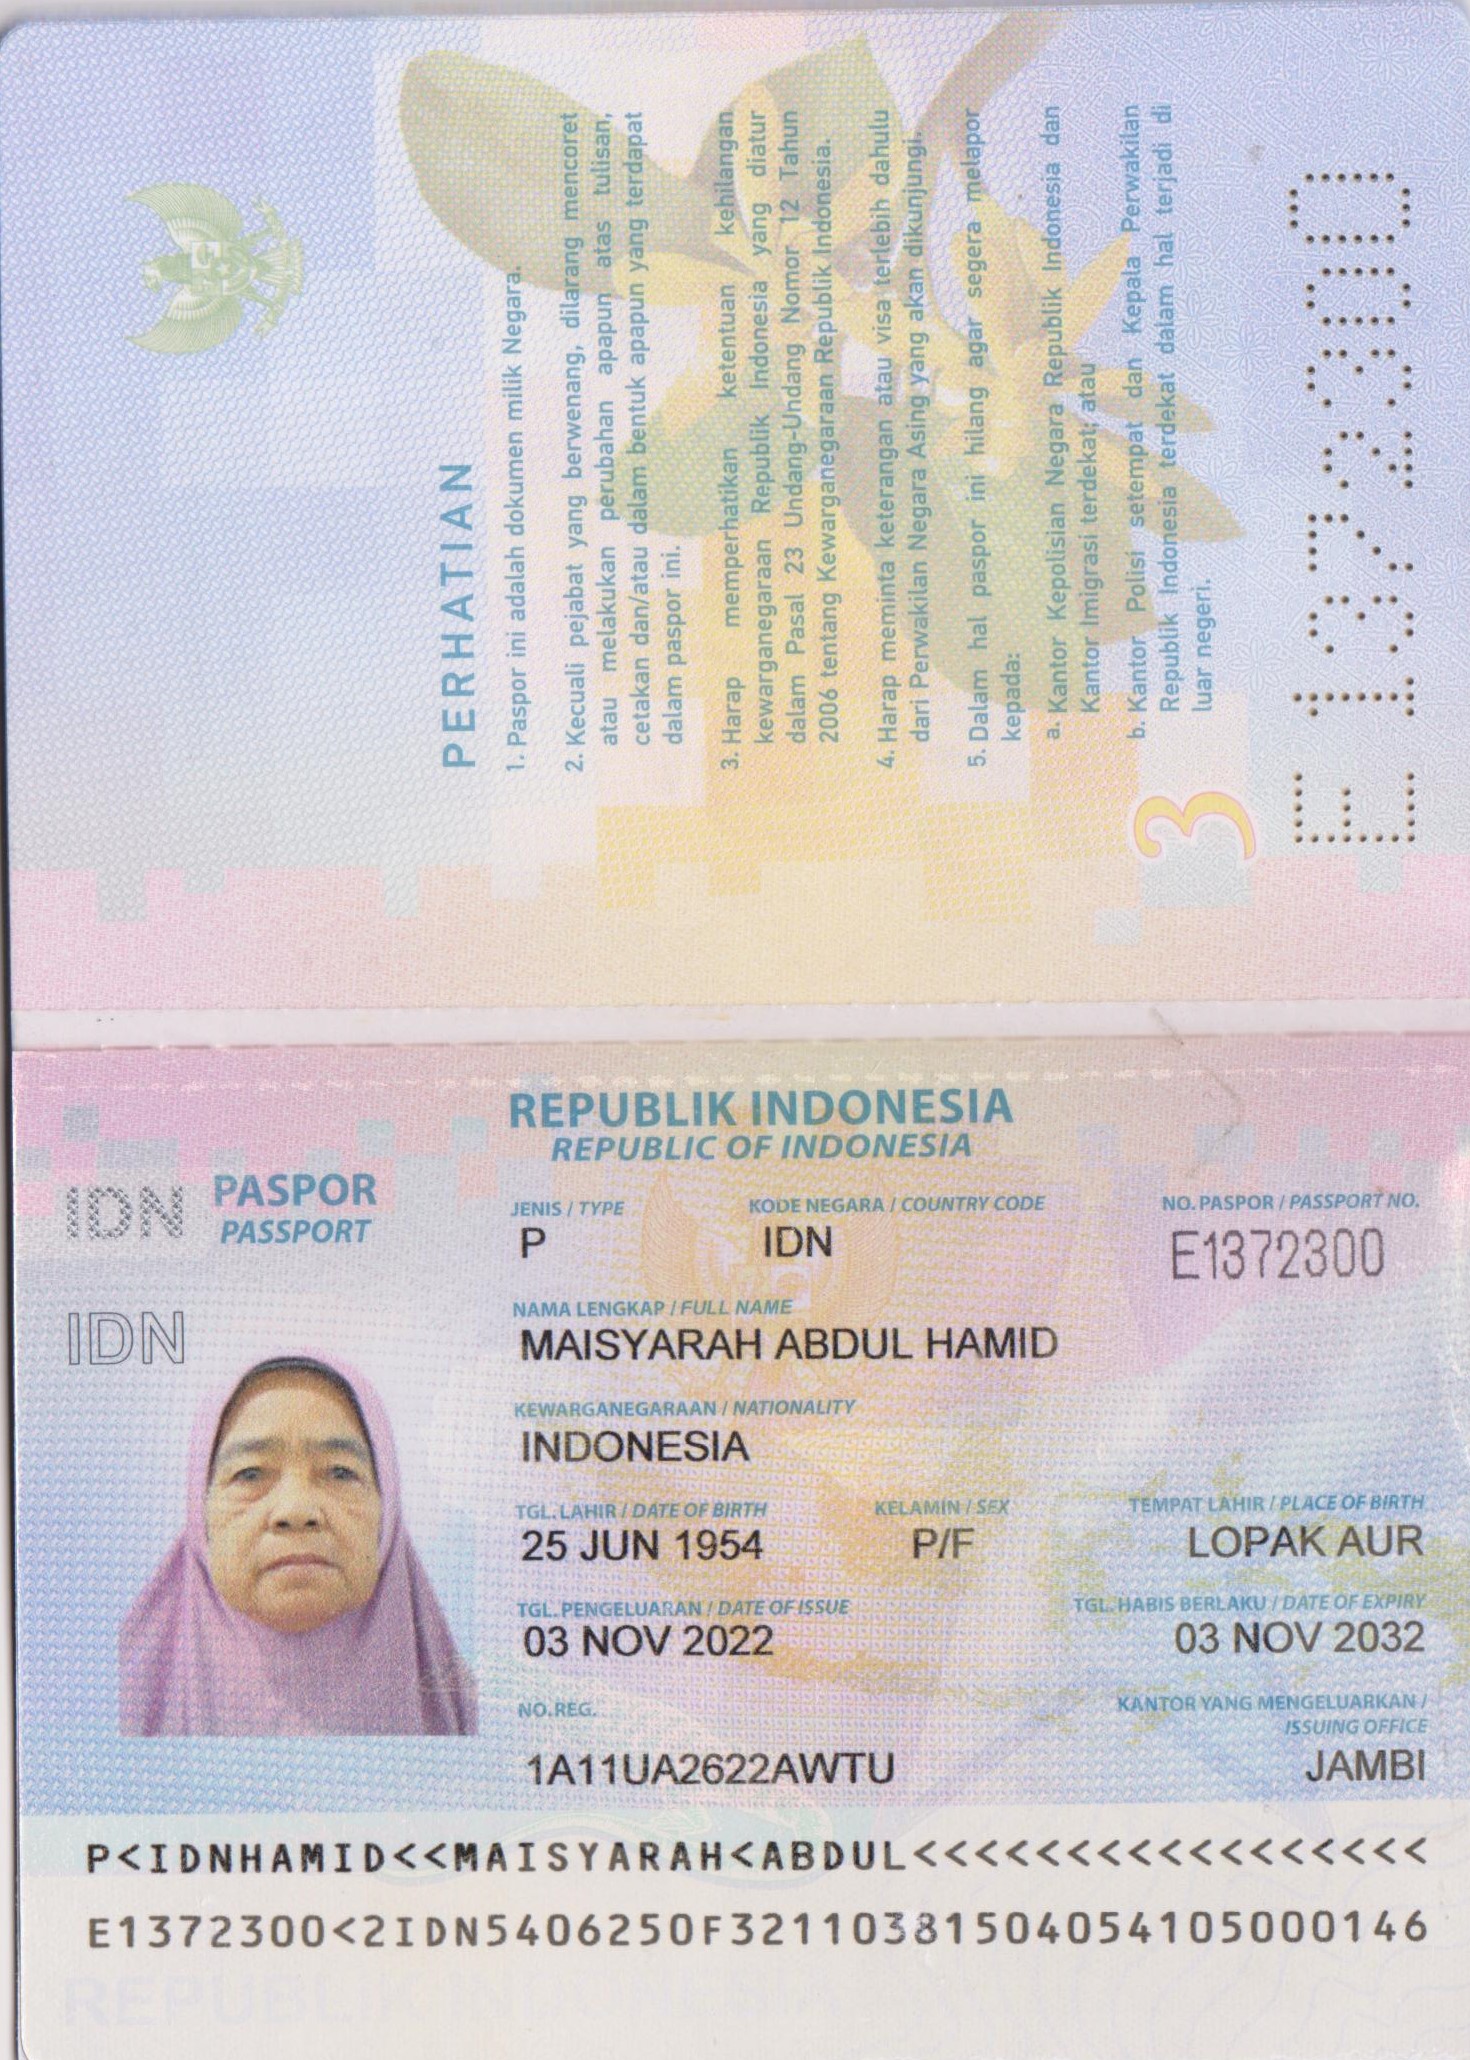 PERHATIAN
1. Paspor ini adalah dokumen milik Negara.
2. Kecuali pejabat yang berwenang, dilarang mencoret
atau melakukan perubahan apapun atas tulisan,
cetakan dan/atau dalam bentuk apapun yang terdapat
dalam paspor ini.
3. Harap memperhatikan ketentuan kehilangan
kewarganegaraan Republik Indonesia yang diatur
dalam Pasal 23 Undang-Undang Nomor 12 Tahun
2006 tentang Kewarganegaraan Republik Indonesia.
4. Harap meminta keterangan atau visa terlebih dahulu
dari Perwakilan Negara Asing yang akan dikunjungi.
5. Dalam hal paspor ini hilang agar segera melapor
kepada:
a. Kantor Kepolisian Negara Republik Indonesia dan
Kantor Imigrasi terdekat; atau
b. Kantor Polisi setempat dan Kepala Perwakilan
Republik Indonesia terdekat dalam hal terjadi di
luar negeri.
3
E1372300
REPUBLIK INDONESIA
REPUBLIC OF INDONESIA
IDN PASPOR
PASSPORT
JENIS / TYPE KODE NEGARA / COUNTRY CODE NO. PASPOR / PASSPORT NO.
P IDN E1372300
IDN
NAMA LENGKAP / FULL NAME
MAISYARAH ABDUL HAMID
KEWARGANEGARAAN / NATIONALITY
INDONESIA
TGL. LAHIR / DATE OF BIRTH KELAMIN / SEX TEMPAT LAHIR / PLACE OF BIRTH
25 JUN 1954 P/F LOPAK AUR
TGL. PENGELUARAN / DATE OF ISSUE TGL. HABIS BERLAKU / DATE OF EXPIRY
03 NOV 2022 03 NOV 2032
NO. REG. KANTOR YANG MENGELUARKAN /
ISSUING OFFICE
1A11UA2622AWTU JAMBI
P<IDNHAMID<<MAISYARAH<ABDUL<<<<<<<<<<<<<<<<<
E1372300<2IDN5406250F3211038150405410500014​6
REPUBLIK INDONESIA